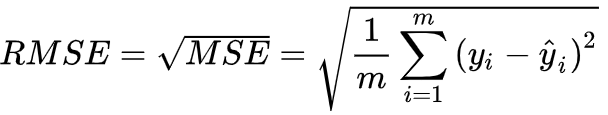 RMSE = √MSE = √(1/m ∑_{i=1}^{m} (y_i − ŷ_i)^2)